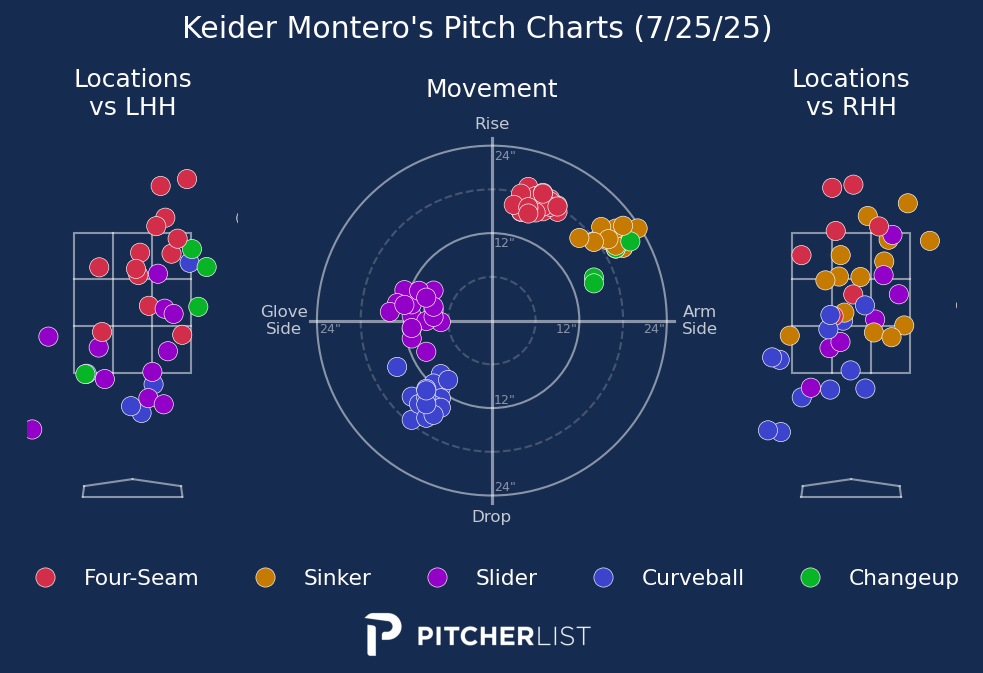 Keider Montero's Pitch Charts (7/25/25)
Locations
vs LHH
Movement
Locations
vs RHH
Rise
24"
12"
Glove
Side
24"
12"
24"
Arm
Side
12"
24"
Drop
Four-Seam
Sinker
Slider
Curveball
Changeup
PITCHERLIST